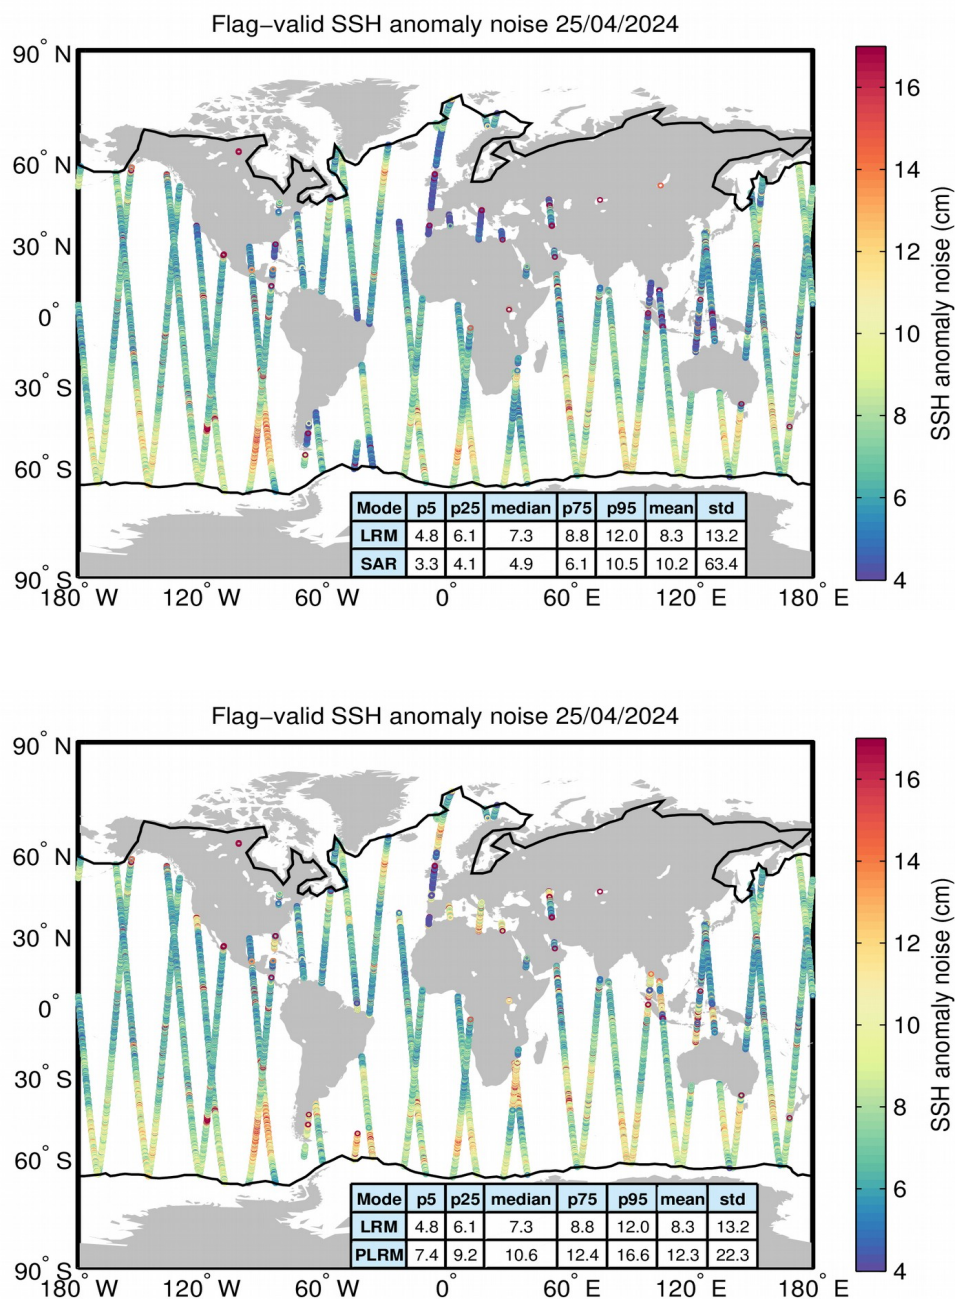 Flag−valid SSH anomaly noise 25/04/2024
90° N
60° N
30° N
0°
30° S
60° S
90° S
180° W 120° W 60° W 0° 60° E 120° E 180° E
Mode p5 p25 median p75 p95 mean std
LRM 4.8 6.1 7.3 8.8 12.0 8.3 13.2
SAR 3.3 4.1 4.9 6.1 10.5 10.2 63.4
16
14
12
10
8
6
4
SSH anomaly noise (cm)
Flag−valid SSH anomaly noise 25/04/2024
90° N
60° N
30° N
0°
30° S
60° S
90° S
180° W 120° W 60° W 0° 60° E 120° E 180° E
Mode p5 p25 median p75 p95 mean std
LRM 4.8 6.1 7.3 8.8 12.0 8.3 13.2
PLRM 7.4 9.2 10.6 12.4 16.6 12.3 22.3
16
14
12
10
8
6
4
SSH anomaly noise (cm)